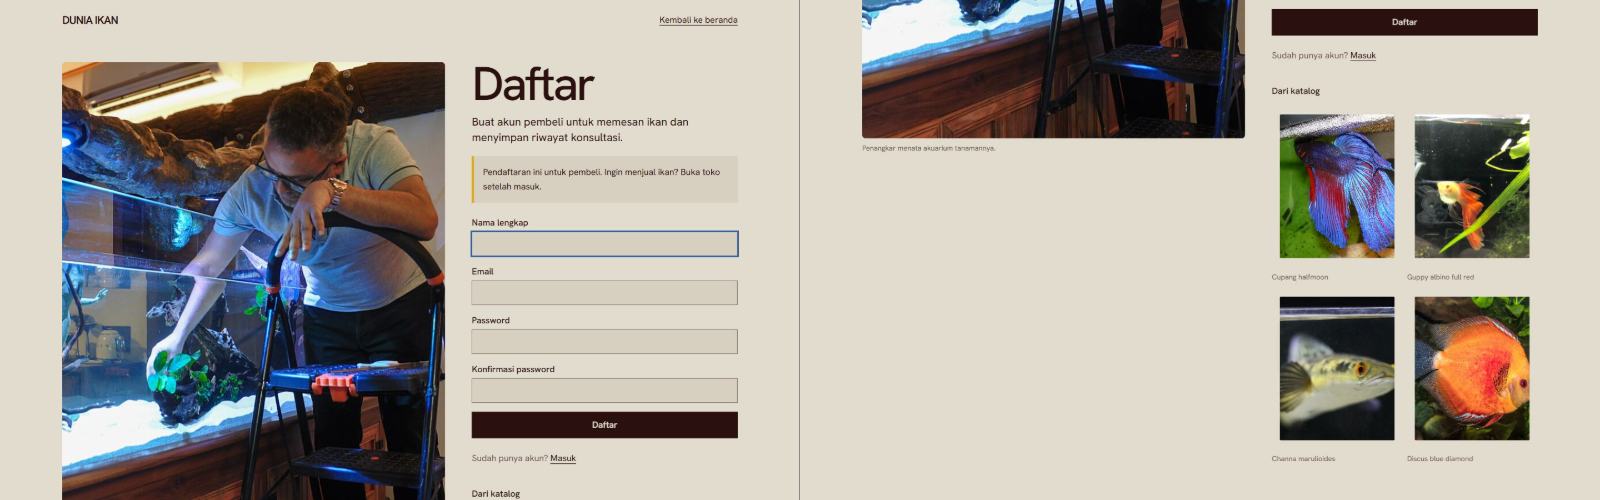 DUNIA IKAN
Kembali ke beranda
Daftar
Buat akun pembeli untuk memesan ikan dan
menyimpan riwayat konsultasi.
Pendaftaran ini untuk pembeli. Ingin menjual ikan? Buka toko
setelah masuk.
Nama lengkap
Email
Password
Konfirmasi password
Daftar
Sudah punya akun? Masuk
Dari katalog
Penangkar menata akuarium tanamannya.
Daftar
Sudah punya akun? Masuk
Dari katalog
Cupang halfmoon
Guppy albino full red
Channa marulioides
Discus blue diamond